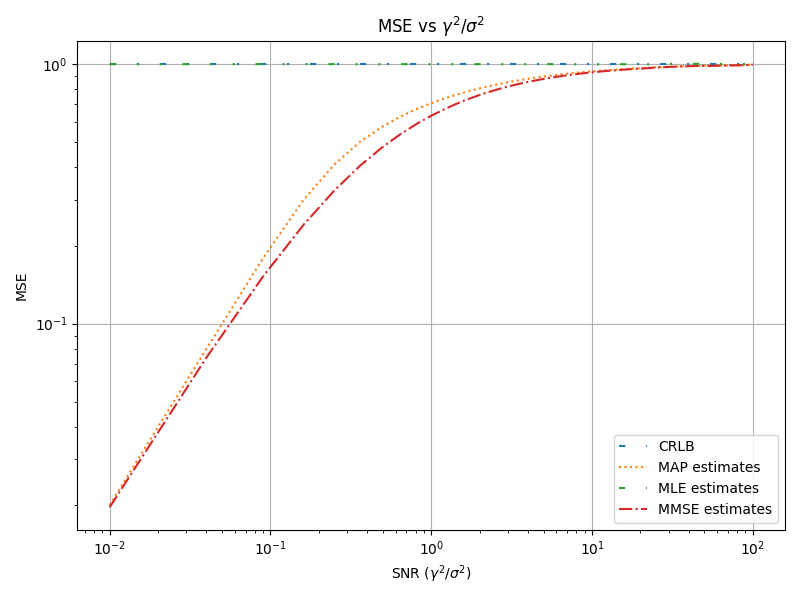 MSE vs γ²/σ²
MSE
10⁰
10⁻¹
10⁻²
10⁻¹
10⁰
10¹
10²
SNR (γ²/σ²)
CRLB
MAP estimates
MLE estimates
MMSE estimates